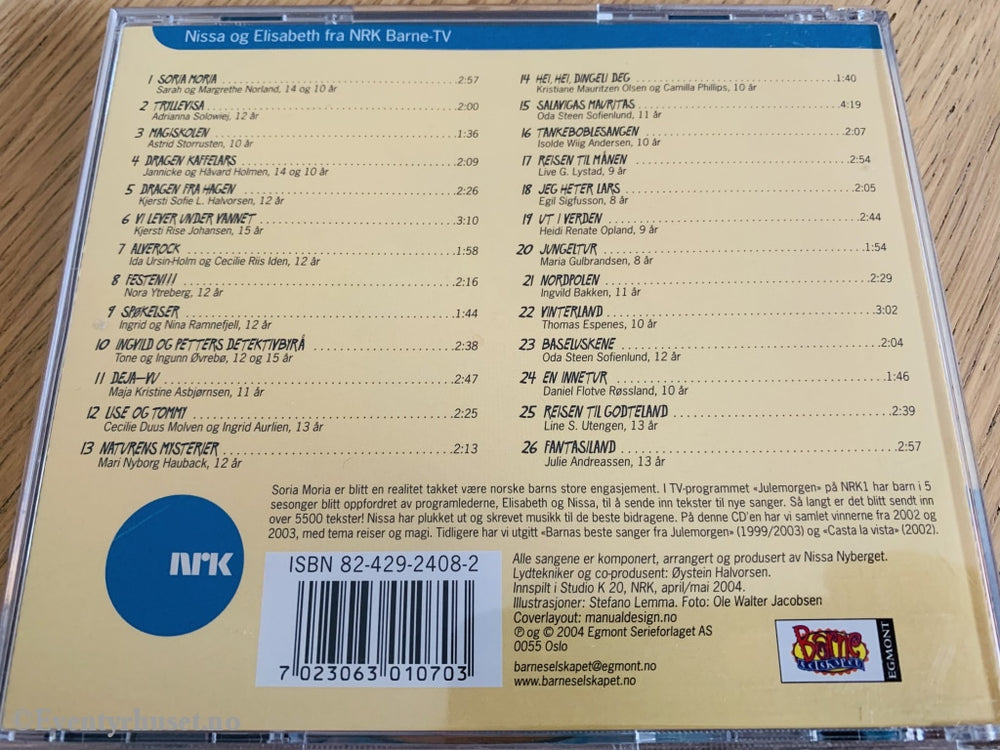 Nissa og Elisabeth fra NRK Barne-TV
1 SORIA MORIA 2:57
Sarah og Margrethe Norland, 14 og 10 år
2 TROLLEVISA 2:00
Adrianna Solowiej, 12 år
3 MAGISKOLEN 1:36
Astrid Storrusten, 10 år
4 DRAGEN KAFFELARS 2:09
Jannicke og Håvard Holmen, 14 og 10 år
5 DRAGEN FRA HAGEN 2:26
Kjersti Sofie L. Halvorsen, 12 år
6 VI LEVER UNDER VANNET 3:10
Kjersti Rise Johansen, 15 år
7 ALVEROCK 1:58
Ida Ursin-Holm og Cecilie Riis Iden, 12 år
8 FESTEN!!! 2:16
Nora Ytreberg, 12 år
9 SPØKELSER 1:44
Ingrid og Nina Ramnefjell, 12 år
10 INGVILD OG PETTERS DETEKTIVBYRÅ 2:38
Tone og Ingunn Øvrebø, 12 og 15 år
11 DEJA-VU 2:47
Maja Kristine Asbjørnsen, 11 år
12 LISE OG TOMMY 2:25
Cecilie Duus Molven og Ingrid Aurlien, 13 år
13 NATURENS MYSTERIER 2:13
Mari Nyborg Hauback, 12 år
14 HEI, HEI, DINGELI DEG 1:40
Kristiane Mauritzen Olsen og Camilla Phillips, 10 år
15 SALAVIGAS MAURITAS 4:19
Oda Steen Sofienlund, 11 år
16 TANKEBOBLESANGEN 2:07
Isolde Wiig Andersen, 10 år
17 REISEN TIL MÅNEN 2:54
Live G. Lystad, 9 år
18 JEG HETER LARS 2:05
Egil Sigfusson, 8 år
19 UT I VERDEN 2:44
Heidi Renate Opland, 9 år
20 JUNGELTUR 1:54
Maria Gulbrandsen, 8 år
21 NORDPOLEN 2:29
Ingvild Bakken, 11 år
22 VINTERLAND 3:02
Thomas Espenes, 10 år
23 BASELUSKENE 2:04
Oda Steen Sofienlund, 12 år
24 EN INNETUR 1:46
Daniel Flotve Røssland, 10 år
25 REISEN TIL GODTELAND 2:39
Line S. Utengen, 13 år
26 FANTASILAND 2:57
Julie Andreassen, 13 år
Soria Moria er blitt en realitet takket være norske barns store engasjement. I TV-programmet «Julemorgen» på NRK1 har barn i 5
sesonger blitt oppfordret av programlederne, Elisabeth og Nissa, til å sende inn tekster til nye sanger. Så langt er det blitt sendt inn
over 5500 tekster! Nissa har plukket ut og skrevet musikk til de beste bidragene. På denne CD'en har vi samlet vinnerne fra 2002 og
2003, med tema reiser og magi. Tidligere har vi utgitt «Barnas beste sanger fra Julemorgen» (1999/2003) og «Casta la vista» (2002).
NRK
ISBN 82-429-2408-2
7 023063 010703
Alle sangene er komponert, arrangert og produsert av Nissa Nyberget.
Lydtekniker og co-produsent: Øystein Halvorsen.
Innspilt i Studio K 20, NRK, april/mai 2004.
Illustrasjoner: Stefano Lemma. Foto: Ole Walter Jacobsen
Coverlayout: manualdesign.no
℗ og © 2004 Egmont Serieforlaget AS
0055 Oslo
barneselskapet@egmont.no
www.barneselskapet.no
Barne
selskapet
EGMONT
Eventyrhuset.no